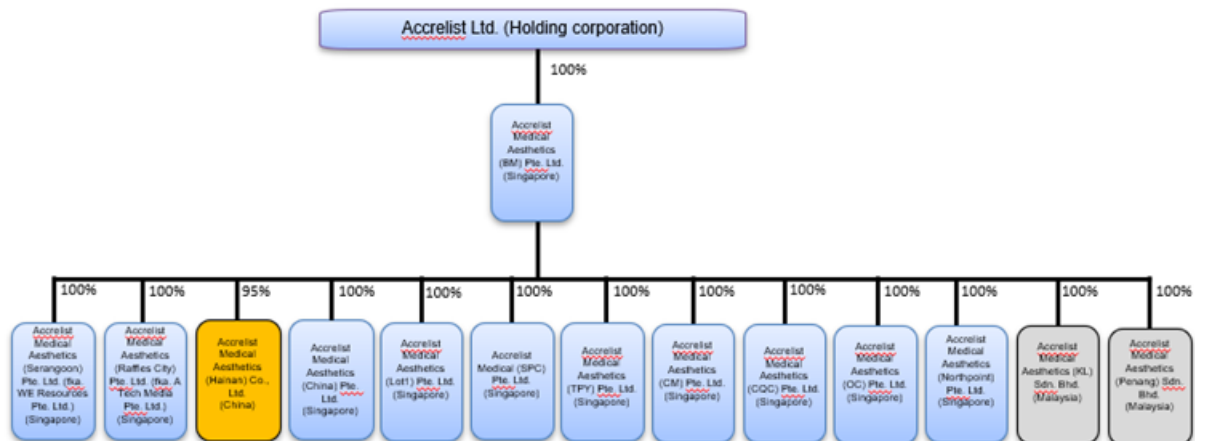 Accrelist Ltd. (Holding corporation)
100%
Accrelist
Medical
Aesthetics
(BM) Pte. Ltd.
(Singapore)
100%
100%
95%
100%
100%
100%
100%
100%
100%
100%
100%
100%
100%
Accrelist
Medical
Aesthetics
(Serangoon)
Pte. Ltd. (fka.
WE Resources
Pte. Ltd.)
(Singapore)
Accrelist
Medical
Aesthetics
(Raffles City)
Pte. Ltd. (fka. A
Tech Media
Pte. Ltd.)
(Singapore)
Accrelist
Medical
Aesthetics
(Hainan) Co.,
Ltd.
(China)
Accrelist
Medical
Aesthetics
(China) Pte.
Ltd.
(Singapore)
Accrelist
Medical
Aesthetics
(Lot1) Pte. Ltd.
(Singapore)
Accrelist
Medical (SPC)
Pte. Ltd.
(Singapore)
Accrelist
Medical
Aesthetics
(TPY) Pte. Ltd.
(Singapore)
Accrelist
Medical
Aesthetics
(CM) Pte. Ltd.
(Singapore)
Accrelist
Medical
Aesthetics
(CQC) Pte. Ltd.
(Singapore)
Accrelist
Medical
Aesthetics
(OC) Pte. Ltd.
(Singapore)
Accrelist
Medical
Aesthetics
(Northpoint)
Pte. Ltd.
(Singapore)
Accrelist
Medical
Aesthetics (KL)
Sdn. Bhd.
(Malaysia)
Accrelist
Medical
Aesthetics
(Penang) Sdn.
Bhd.
(Malaysia)